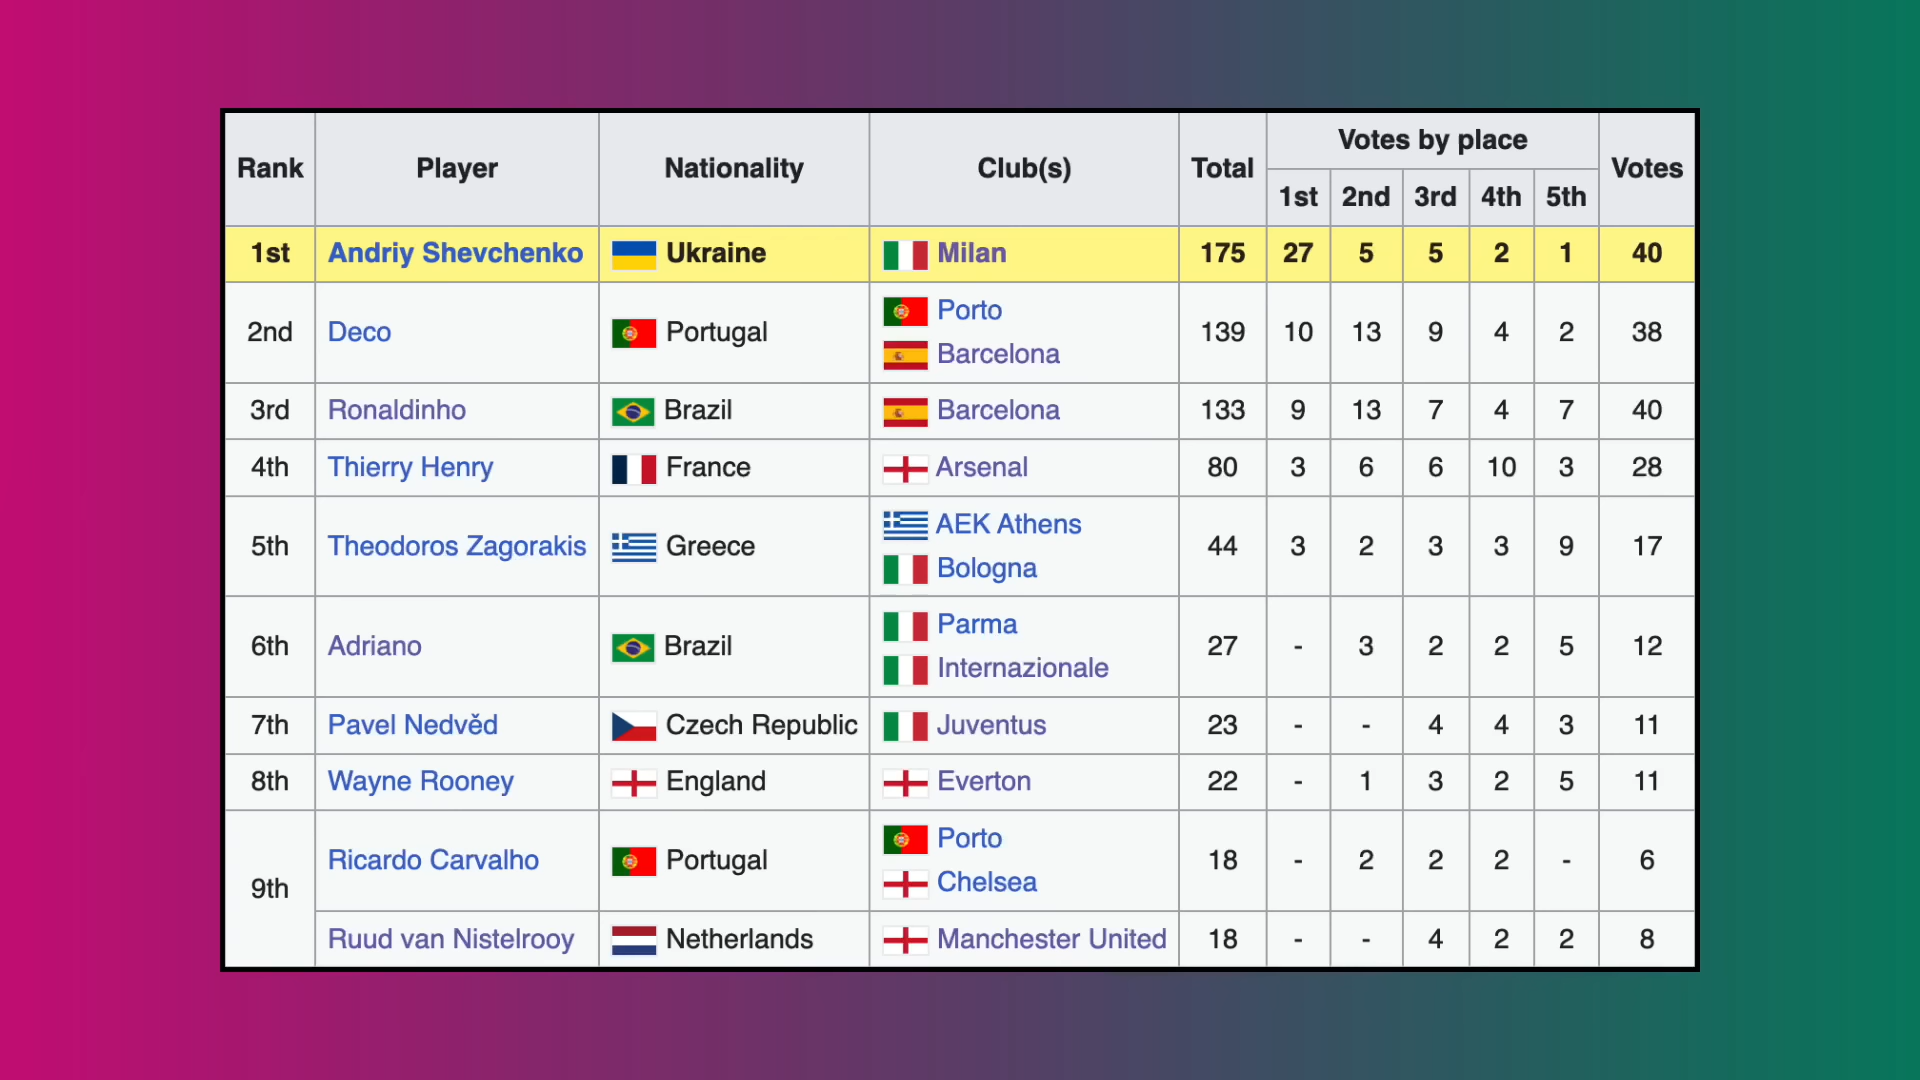 Rank Player Nationality Club(s) Total Votes by place Votes
1st 2nd 3rd 4th 5th
1st Andriy Shevchenko Ukraine Milan 175 27 5 5 2 1 40
2nd Deco Portugal Porto 139 10 13 9 4 2 38
Barcelona
3rd Ronaldinho Brazil Barcelona 133 9 13 7 4 7 40
4th Thierry Henry France Arsenal 80 3 6 6 10 3 28
5th Theodoros Zagorakis Greece AEK Athens 44 3 2 3 3 9 17
Bologna
6th Adriano Brazil Parma 27 - 3 2 2 5 12
Internazionale
7th Pavel Nedvěd Czech Republic Juventus 23 - - 4 4 3 11
8th Wayne Rooney England Everton 22 - 1 3 2 5 11
9th Ricardo Carvalho Portugal Porto 18 - 2 2 2 - 6
Chelsea
Ruud van Nistelrooy Netherlands Manchester United 18 - - 4 2 2 8